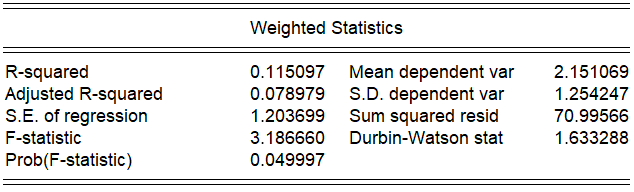 Weighted Statistics
R-squared 0.115097 Mean dependent var 2.151069
Adjusted R-squared 0.078979 S.D. dependent var 1.254247
S.E. of regression 1.203699 Sum squared resid 70.99566
F-statistic 3.186660 Durbin-Watson stat 1.633288
Prob(F-statistic) 0.049997